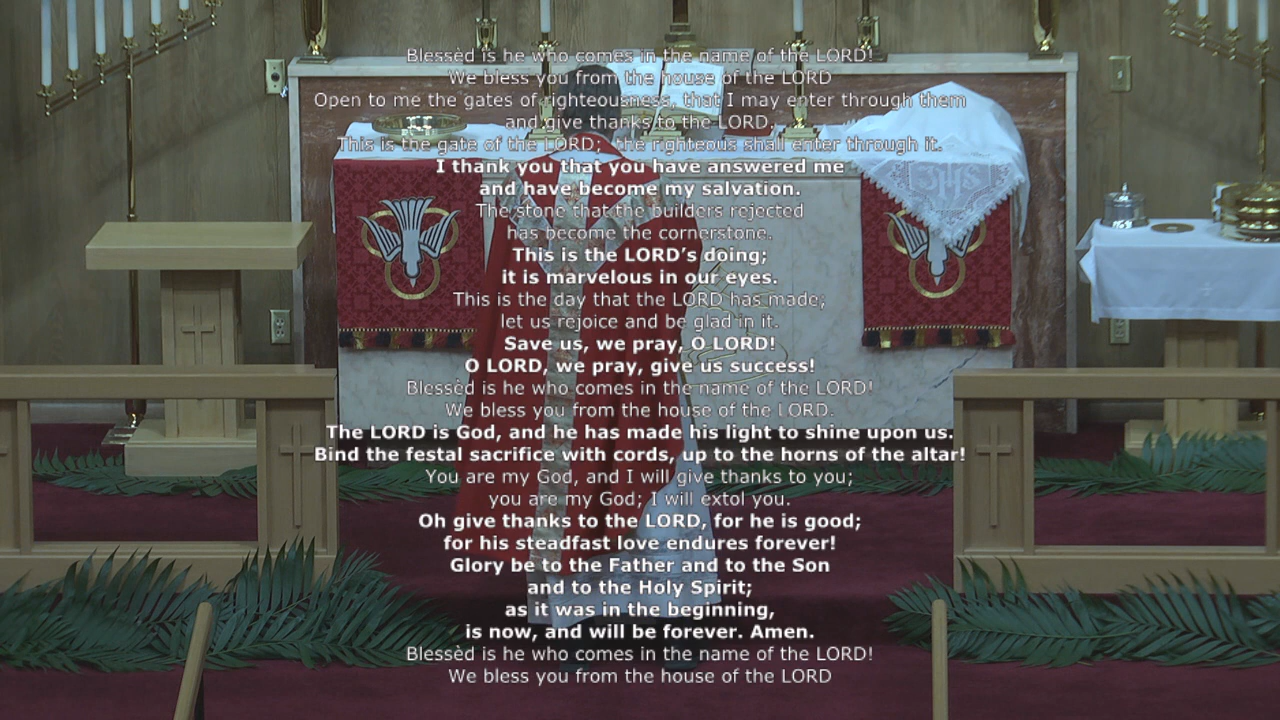 Blessèd is he who comes in the name of the LORD!
We bless you from the house of the LORD
Open to me the gates of righteousness, that I may enter through them
and give thanks to the LORD.
This is the gate of the LORD;  the righteous shall enter through it.
I thank you that you have answered me
and have become my salvation.
The stone that the builders rejected
has become the cornerstone.
This is the LORD’s doing;
it is marvelous in our eyes.
This is the day that the LORD has made;
let us rejoice and be glad in it.
Save us, we pray, O LORD!
O LORD, we pray, give us success!
Blessèd is he who comes in the name of the LORD!
We bless you from the house of the LORD.
The LORD is God, and he has made his light to shine upon us.
Bind the festal sacrifice with cords, up to the horns of the altar!
You are my God, and I will give thanks to you;
you are my God; I will extol you.
Oh give thanks to the LORD, for he is good;
for his steadfast love endures forever!
Glory be to the Father and to the Son
and to the Holy Spirit;
as it was in the beginning,
is now, and will be forever. Amen.
Blessèd is he who comes in the name of the LORD!
We bless you from the house of the LORD
IHS